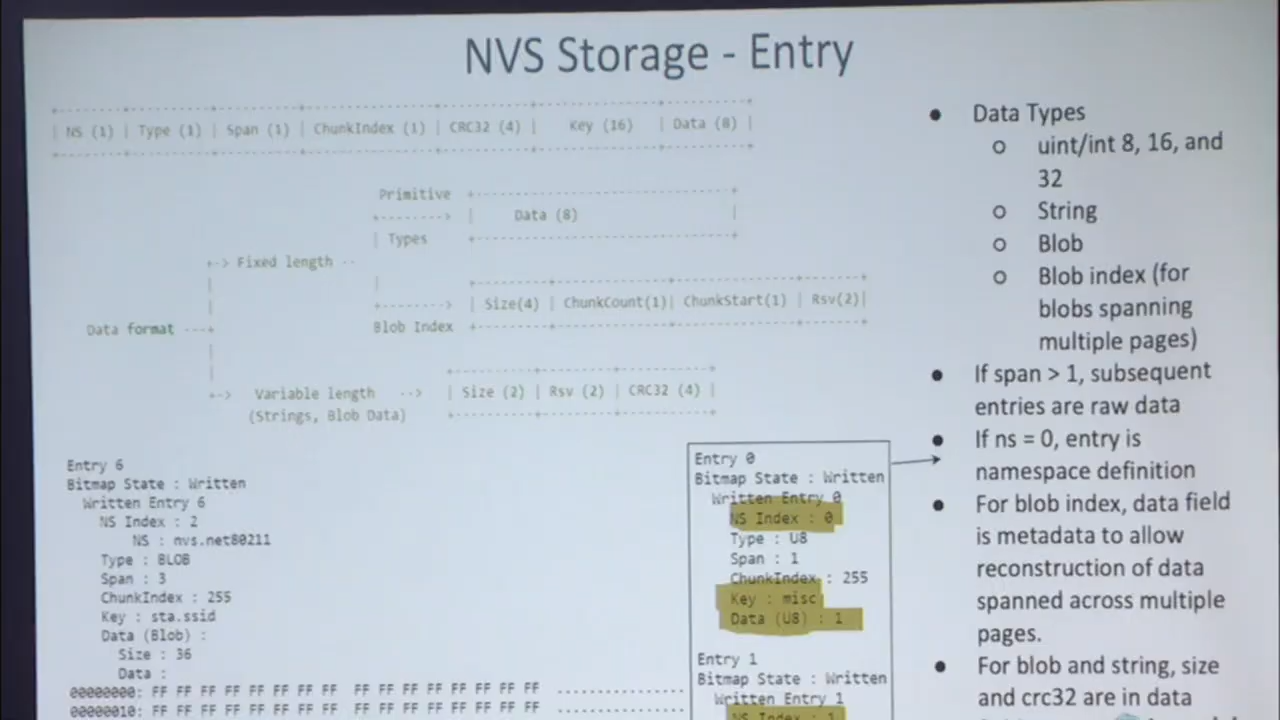 NVS Storage - Entry
| NS (1) | Type (1) | Span (1) | ChunkIndex (1) | CRC32 (4) | Key (16) | Data (8) |
Primitive
--------> | Data (8) |
| Types
+-> Fixed length --
--------> | Size(4) | ChunkCount(1)| ChunkStart(1) | Rsv(2)|
Blob Index
Data format ---+
+-> Variable length --> | Size (2) | Rsv (2) | CRC32 (4) |
(Strings, Blob Data)
Entry 6
Bitmap State : Written
Written Entry 6
NS Index : 2
NS : nvs.net80211
Type : BLOB
Span : 3
ChunkIndex : 255
Key : sta.ssid
Data (Blob) :
Size : 36
Data :
00000000: FF FF FF FF FF FF FF FF FF FF FF FF FF FF FF FF ................
00000010: FF FF FF FF FF FF FF FF FF FF FF FF FF FF FF FF ................
Entry 0
Bitmap State : Written
Written Entry 0
NS Index : 0
Type : U8
Span : 1
ChunkIndex : 255
Key : misc
Data (U8) : 1
Entry 1
Bitmap State : Written
Written Entry 1
NS Index : 1
● Data Types
○ uint/int 8, 16, and
32
○ String
○ Blob
○ Blob index (for
blobs spanning
multiple pages)
● If span > 1, subsequent
entries are raw data
● If ns = 0, entry is
namespace definition
● For blob index, data field
is metadata to allow
reconstruction of data
spanned across multiple
pages.
● For blob and string, size
and crc32 are in data